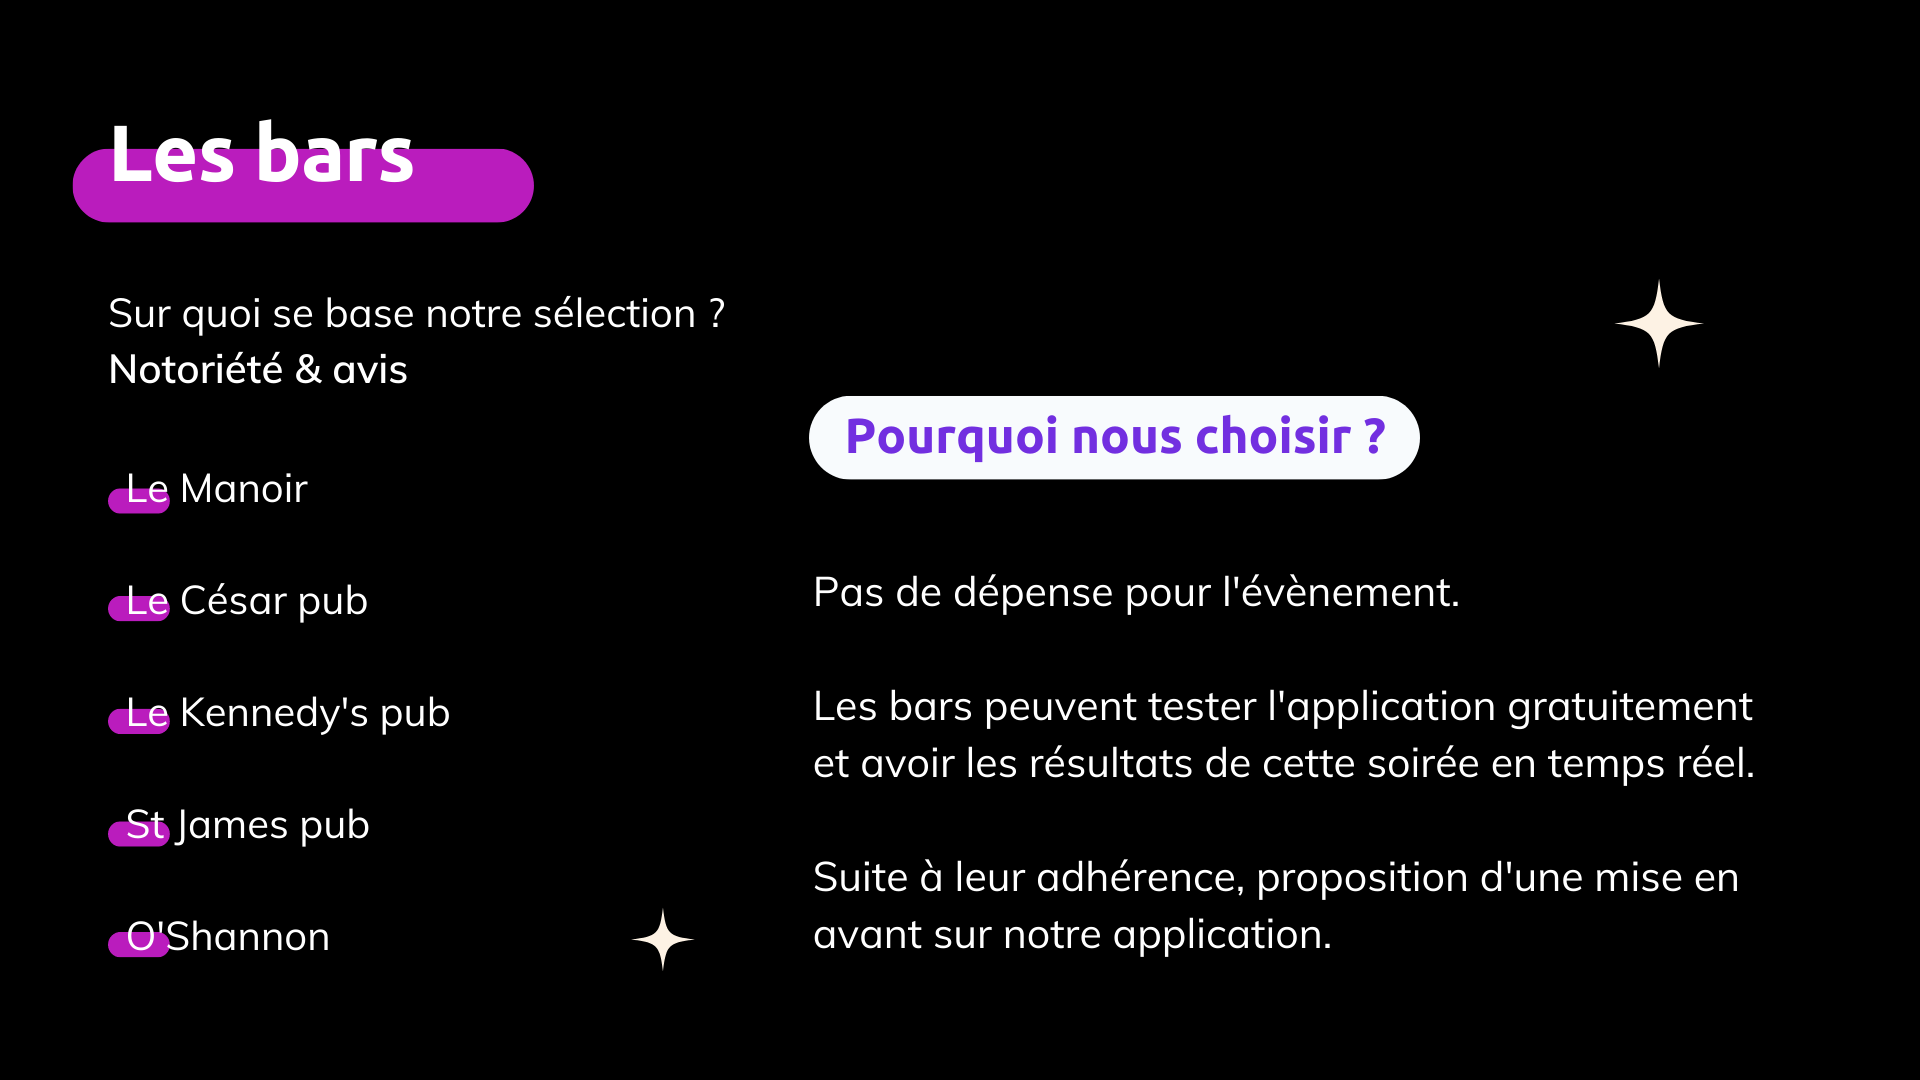 Les bars
Sur quoi se base notre sélection ?
Notoriété & avis
Le Manoir
Le César pub
Le Kennedy's pub
St James pub
O'Shannon
Pourquoi nous choisir ?
Pas de dépense pour l'évènement.
Les bars peuvent tester l'application gratuitement
et avoir les résultats de cette soirée en temps réel.
Suite à leur adhérence, proposition d'une mise en
avant sur notre application.